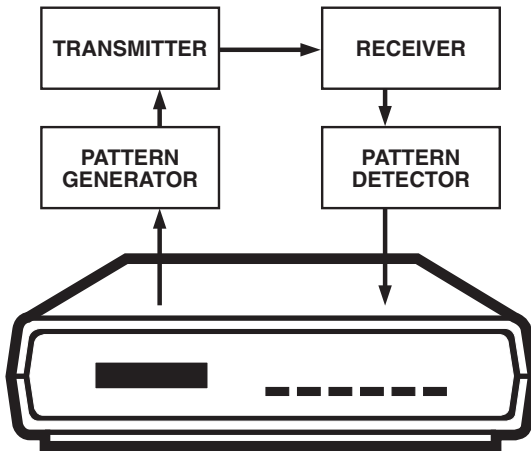 TRANSMITTER
RECEIVER
PATTERN
GENERATOR
PATTERN
DETECTOR